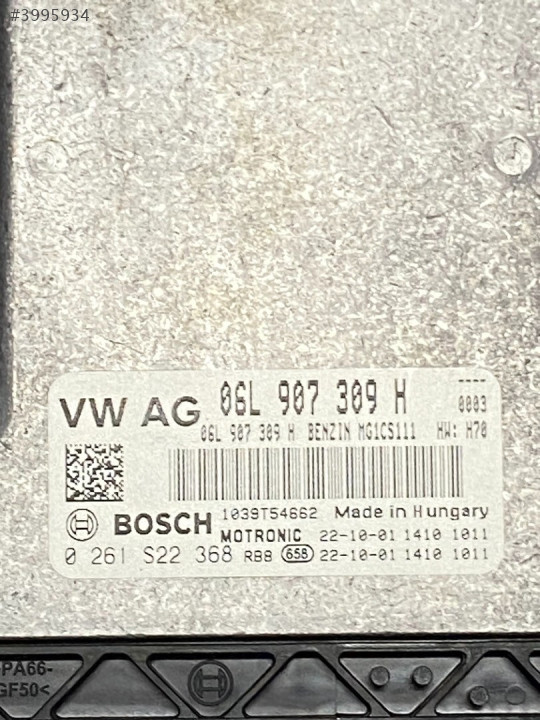 #3995934
VW AG 06L 907 309 H 0003
06L 907 309 H BENZIN MG1CS111 HW: H70
BOSCH 1039T54662 Made in Hungary
MOTRONIC 22-10-01 1410 1011
0 261 S22 368 RBB 658 22-10-01 1410 1011
PA66-
GF50<